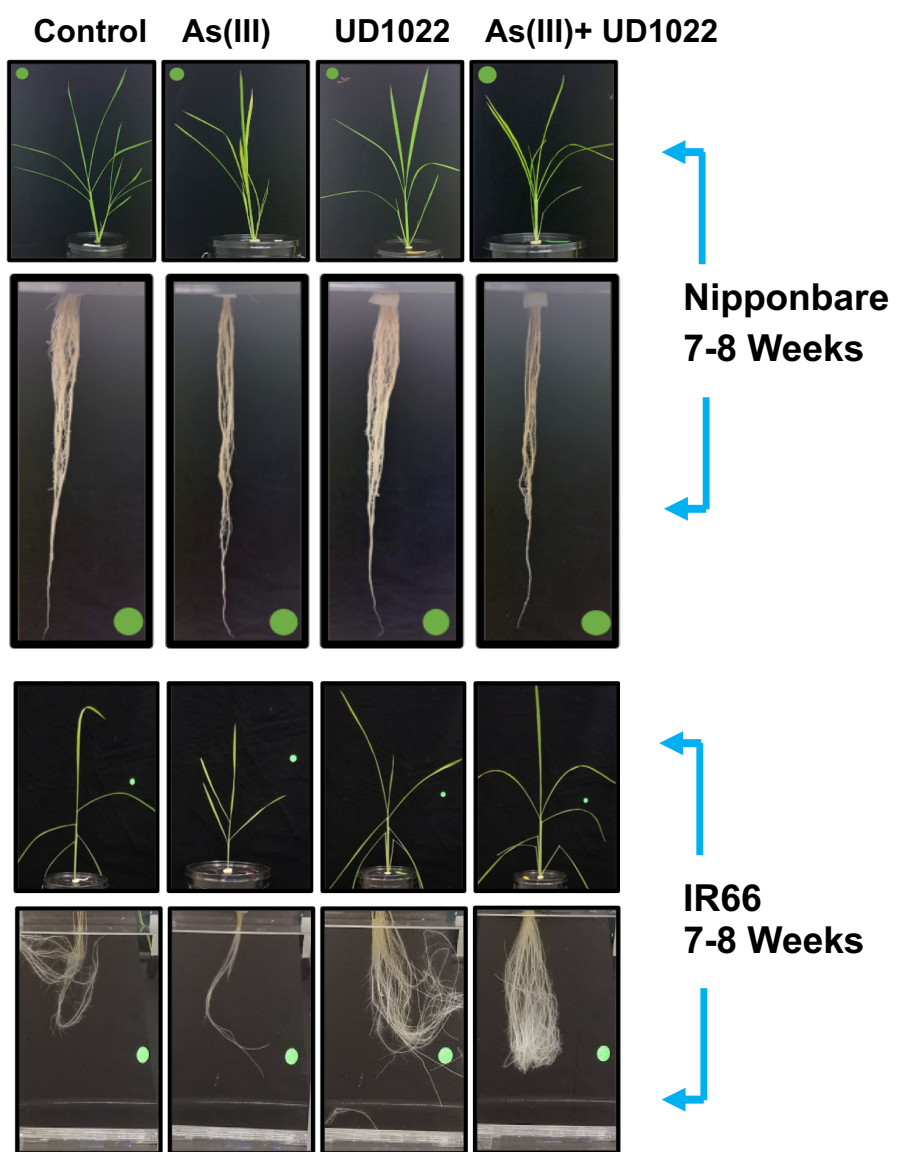 Control As(III) UD1022 As(III)+ UD1022
Nipponbare
7-8 Weeks
IR66
7-8 Weeks